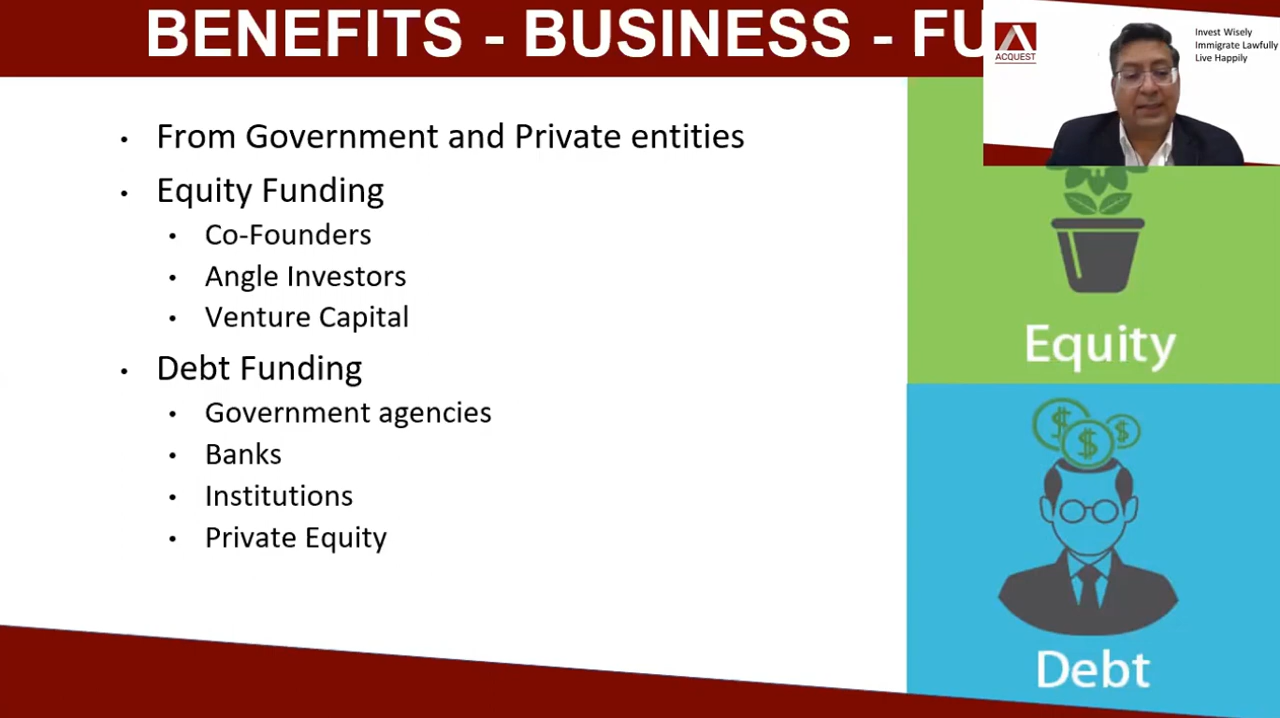 BENEFITS - BUSINESS - FU
ACQUEST
Invest Wisely
Immigrate Lawfully
Live Happily
• From Government and Private entities
• Equity Funding
• Co-Founders
• Angle Investors
• Venture Capital
• Debt Funding
• Government agencies
• Banks
• Institutions
• Private Equity
Equity
Debt